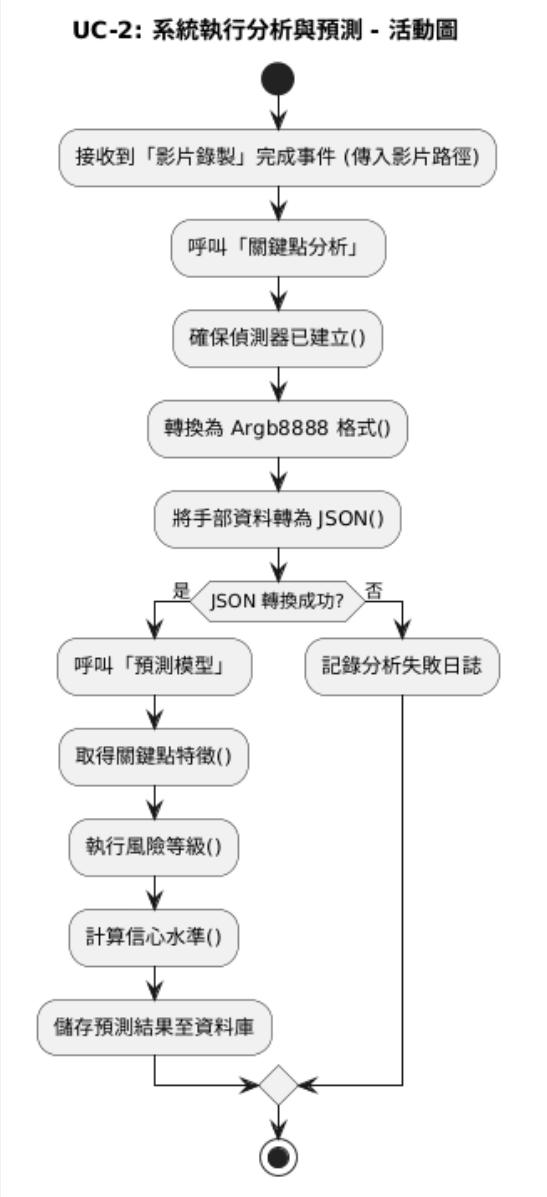 UC-2: 系統執行分析與預測 - 活動圖
接收到「影片錄製」完成事件 (傳入影片路徑)
呼叫「關鍵點分析」
確保偵測器已建立()
轉換為 Argb8888 格式()
將手部資料轉為 JSON()
是
JSON 轉換成功?
否
呼叫「預測模型」
記錄分析失敗日誌
取得關鍵點特徵()
執行風險等級()
計算信心水準()
儲存預測結果至資料庫